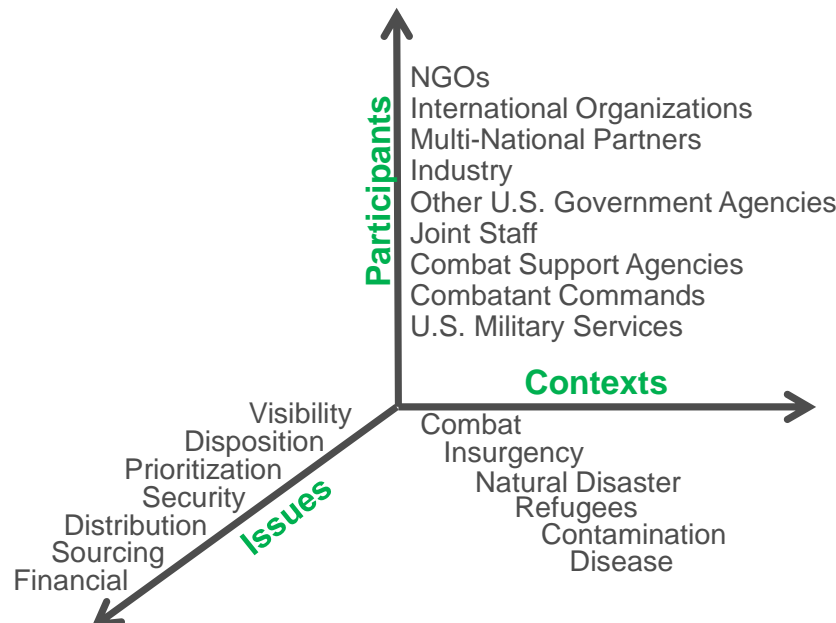 Participants
NGOs
International Organizations
Multi-National Partners
Industry
Other U.S. Government Agencies
Joint Staff
Combat Support Agencies
Combatant Commands
U.S. Military Services
Contexts
Combat
Insurgency
Natural Disaster
Refugees
Contamination
Disease
Issues
Visibility
Disposition
Prioritization
Security
Distribution
Sourcing
Financial